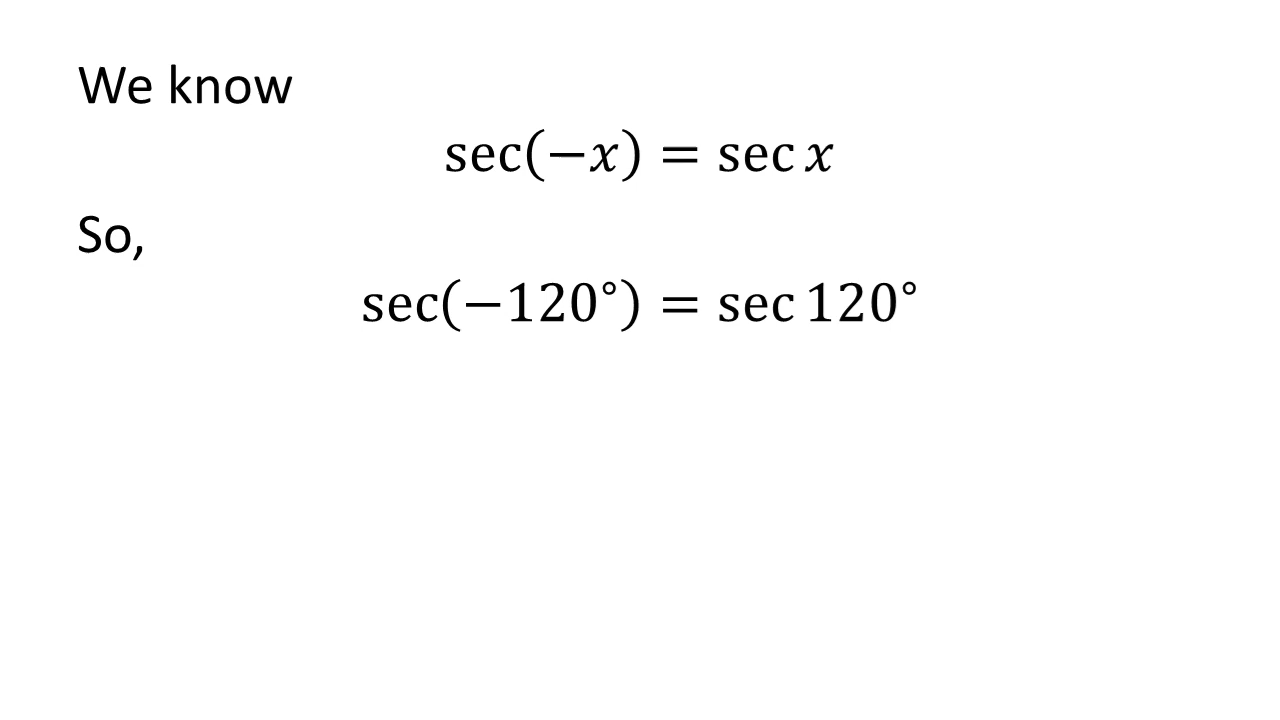 We know
sec(−x) = sec x
So,
sec(−120°) = sec 120°